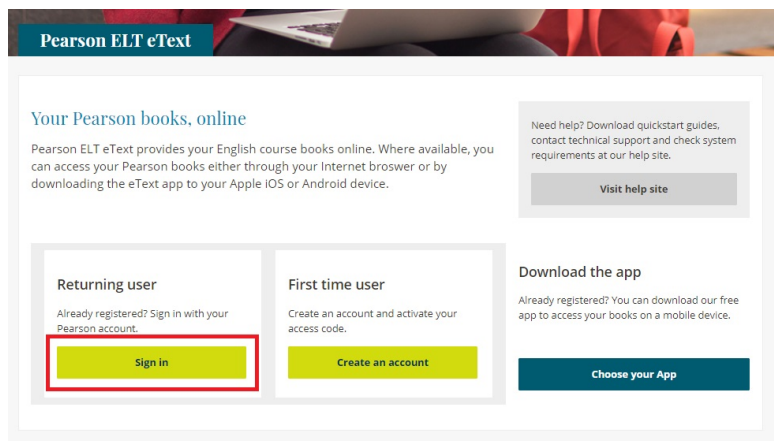 Pearson ELT eText
Your Pearson books, online
Pearson ELT eText provides your English course books online. Where available, you
can access your Pearson books either through your Internet broswer or by
downloading the eText app to your Apple iOS or Android device.
Need help? Download quickstart guides,
contact technical support and check system
requirements at our help site.
Visit help site
Returning user
Already registered? Sign in with your
Pearson account.
Sign in
First time user
Create an account and activate your
access code.
Create an account
Download the app
Already registered? You can download our free
app to access your books on a mobile device.
Choose your App